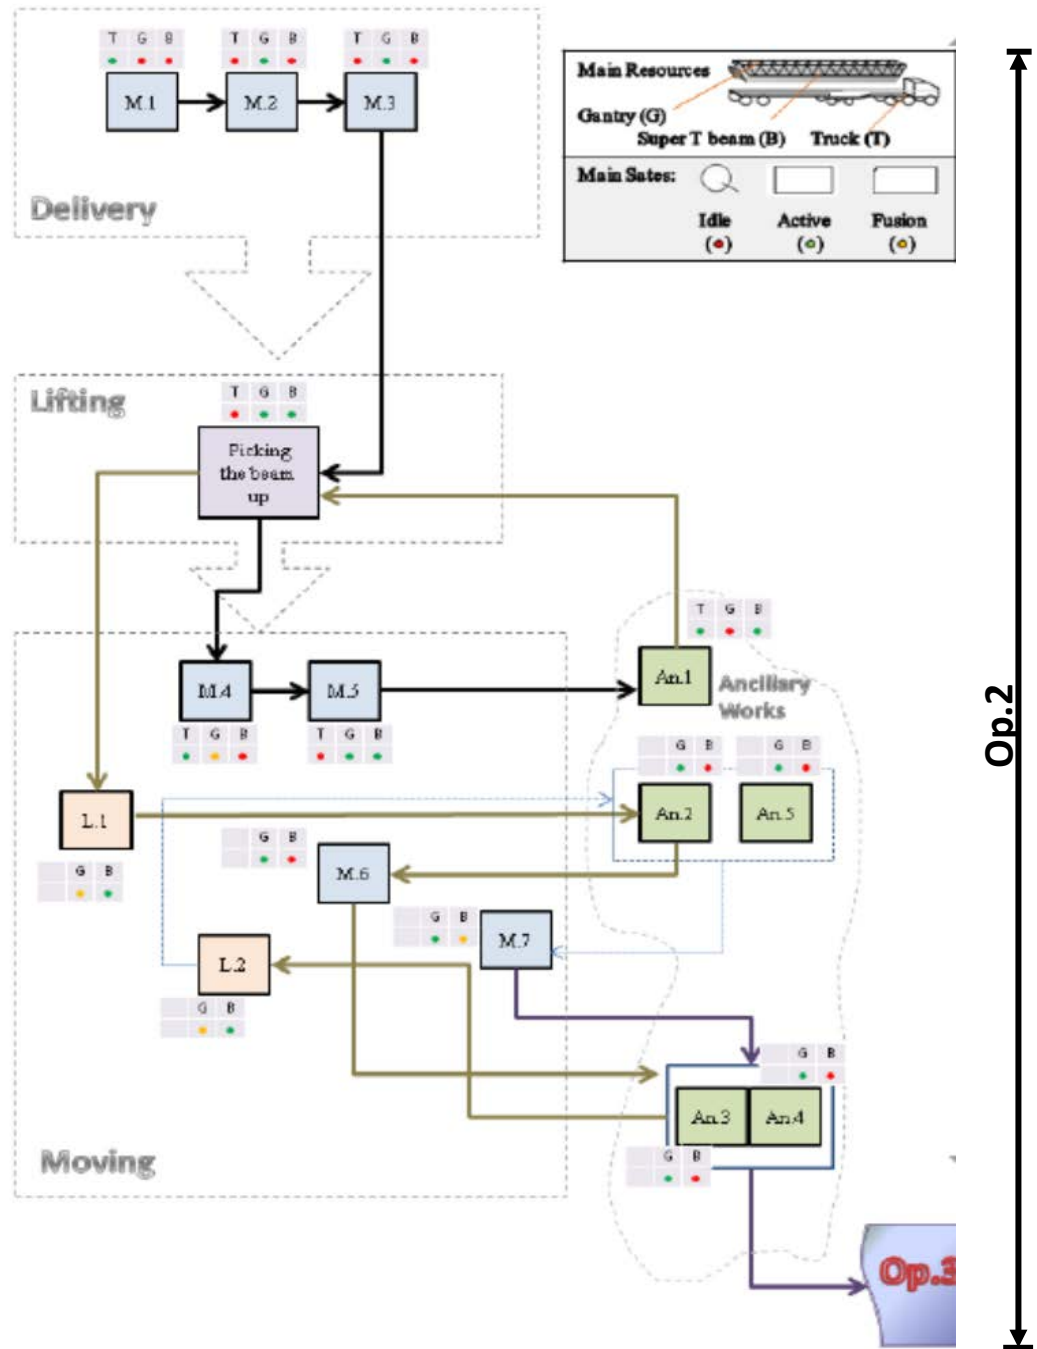 T G B
T G B
T G B
M.1
M.2
M.3
Delivery
Main Resources
Gantry (G)
Super T beam (B)
Truck (T)
Main Sates:
Idle
(●)
Active
(●)
Fusion
(●)
Op.2
Lifting
T G B
Picking
the beam
up
T G B
An.1
Ancillary
Works
M.4
M.5
T G B
T G B
G B
G B
An.2
An.5
L.1
G B
G B
M.6
G B
M.7
L.2
G B
G B
An.3
An.4
G B
Moving
Op.3